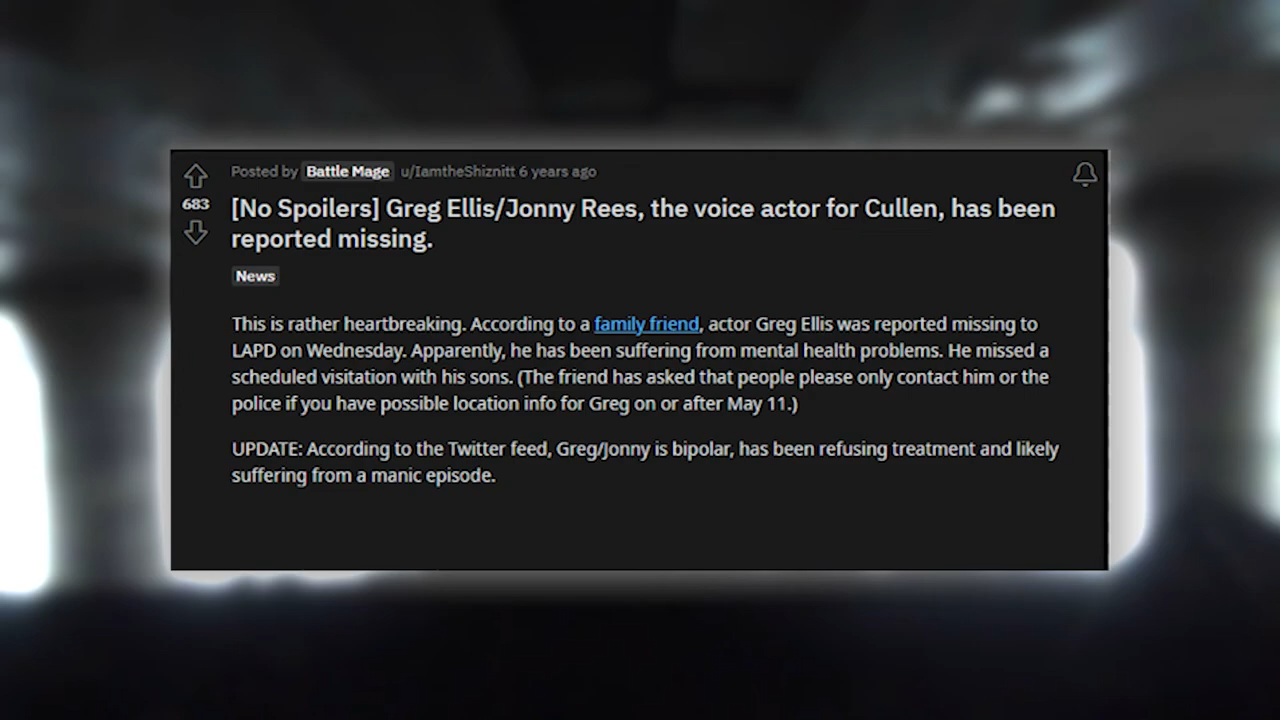 Posted by Battle Mage u/IamtheShiznitt 6 years ago
683
[No Spoilers] Greg Ellis/Jonny Rees, the voice actor for Cullen, has been
reported missing.
News
This is rather heartbreaking. According to a family friend, actor Greg Ellis was reported missing to
LAPD on Wednesday. Apparently, he has been suffering from mental health problems. He missed a
scheduled visitation with his sons. (The friend has asked that people please only contact him or the
police if you have possible location info for Greg on or after May 11.)
UPDATE: According to the Twitter feed, Greg/Jonny is bipolar, has been refusing treatment and likely
suffering from a manic episode.